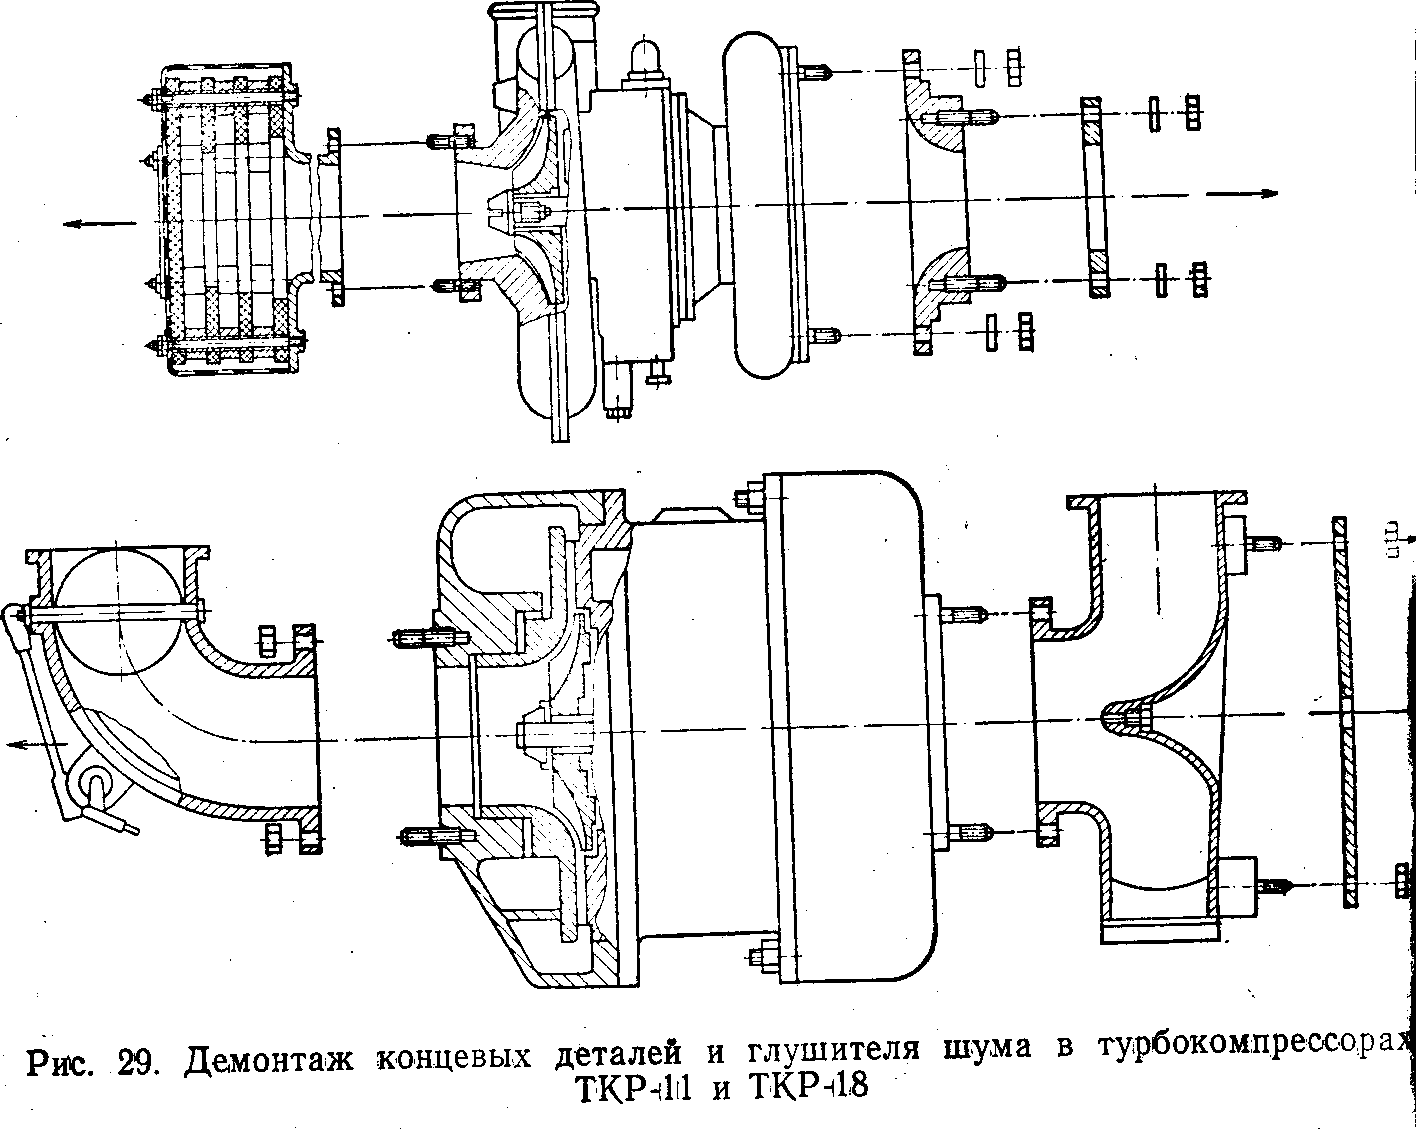 Рис. 29. Демонтаж концевых деталей и глушителя шума в турбокомпрессорах
ТКР-11 и ТКР-18